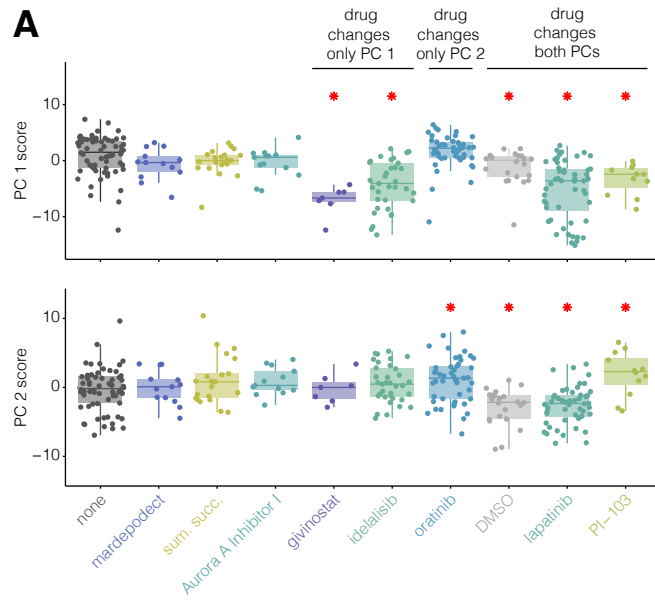 A
drug
changes
only PC 1
drug
changes
only PC 2
drug
changes
both PCs
* * * * *
PC 1 score
10
0
−10
* * * *
PC 2 score
10
0
−10
none
mardepodect
sum. succ.
Aurora A Inhibitor I
givinostat
idelalisib
oratinib
DMSO
lapatinib
PI−103